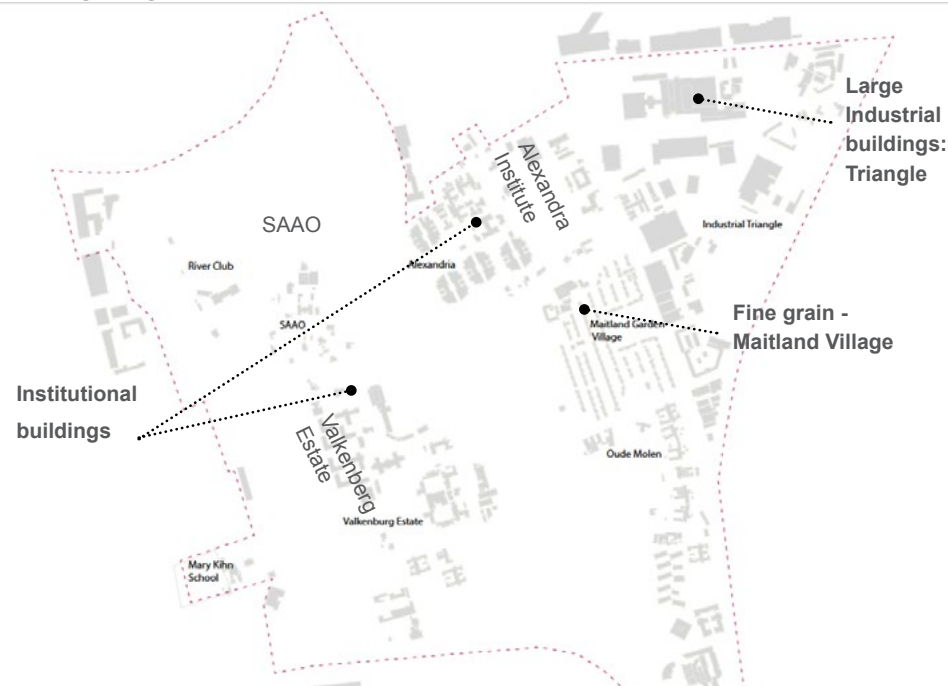 Large
Industrial
buildings:
Triangle
Alexandra
Institute
SAAO
Industrial Triangle
River Club
Alexandria
Fine grain -
Maitland Village
SAAO
Maitland Garden
Village
Institutional
buildings
Valkenberg
Estate
Oude Molen
Valkenburg Estate
Mary Kihn
School